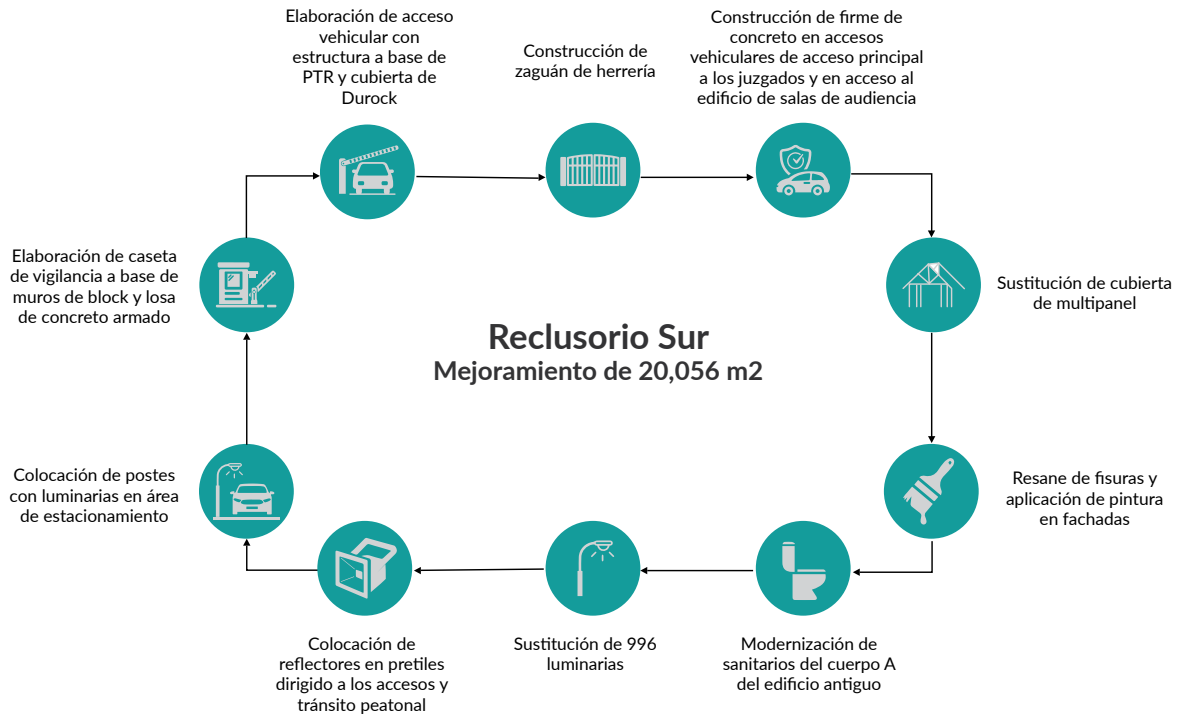 Elaboración de acceso
vehicular con
estructura a base de
PTR y cubierta de
Durock
Construcción de
zaguán de herrería
Construcción de firme de
concreto en accesos
vehiculares de acceso principal
a los juzgados y en acceso al
edificio de salas de audiencia
Sustitución de cubierta
de multipanel
Resane de fisuras y
aplicación de pintura
en fachadas
Modernización de
sanitarios del cuerpo A
del edificio antiguo
Sustitución de 996
luminarias
Colocación de
reflectores en pretiles
dirigido a los accesos y
tránsito peatonal
Colocación de postes
con luminarias en área
de estacionamiento
Elaboración de caseta
de vigilancia a base de
muros de block y losa
de concreto armado
Reclusorio Sur
Mejoramiento de 20,056 m2